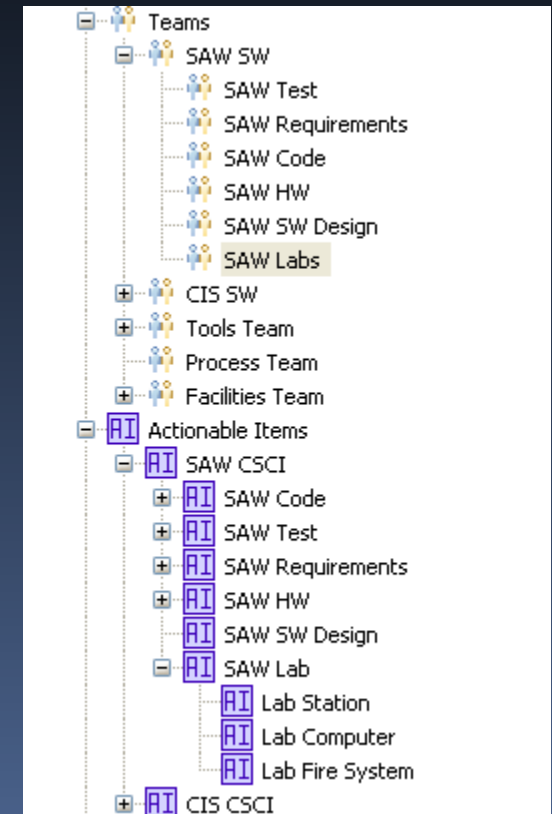 Teams
SAW SW
SAW Test
SAW Requirements
SAW Code
SAW HW
SAW SW Design
SAW Labs
CIS SW
Tools Team
Process Team
Facilities Team
AI Actionable Items
AI SAW CSCI
AI SAW Code
AI SAW Test
AI SAW Requirements
AI SAW HW
AI SAW SW Design
AI SAW Lab
AI Lab Station
AI Lab Computer
AI Lab Fire System
AI CIS CSCI